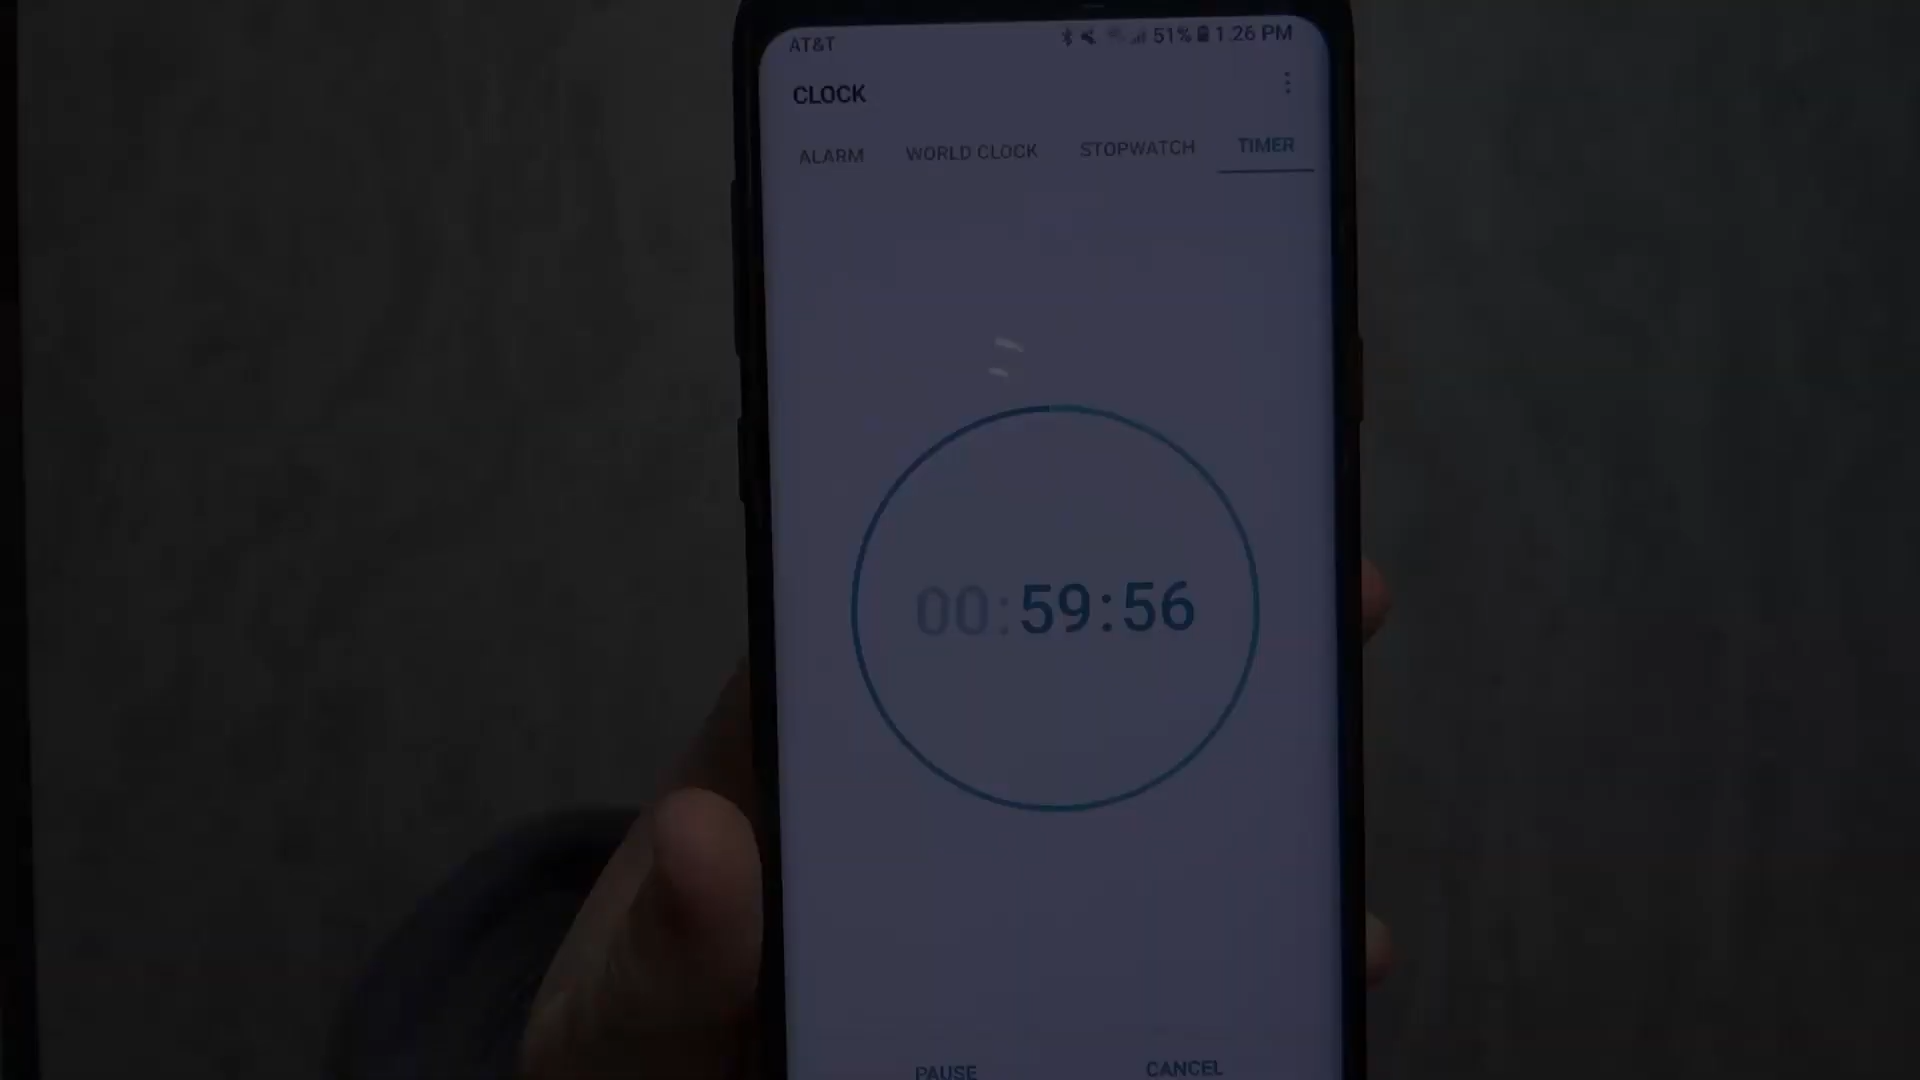 AT&T 51% 1:26 PM
CLOCK
ALARM WORLD CLOCK STOPWATCH TIMER
00:59:56
PAUSE CANCEL